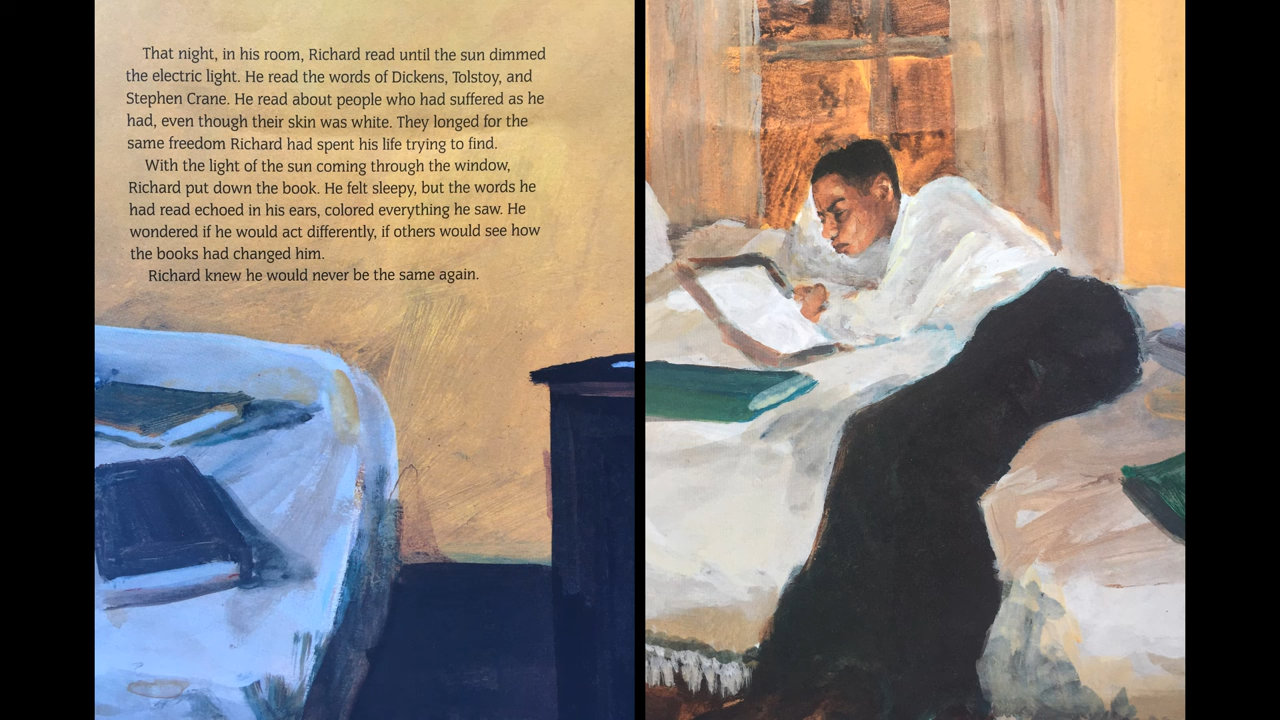 That night, in his room, Richard read until the sun dimmed
the electric light. He read the words of Dickens, Tolstoy, and
Stephen Crane. He read about people who had suffered as he
had, even though their skin was white. They longed for the
same freedom Richard had spent his life trying to find.
With the light of the sun coming through the window,
Richard put down the book. He felt sleepy, but the words he
had read echoed in his ears, colored everything he saw. He
wondered if he would act differently, if others would see how
the books had changed him.
Richard knew he would never be the same again.